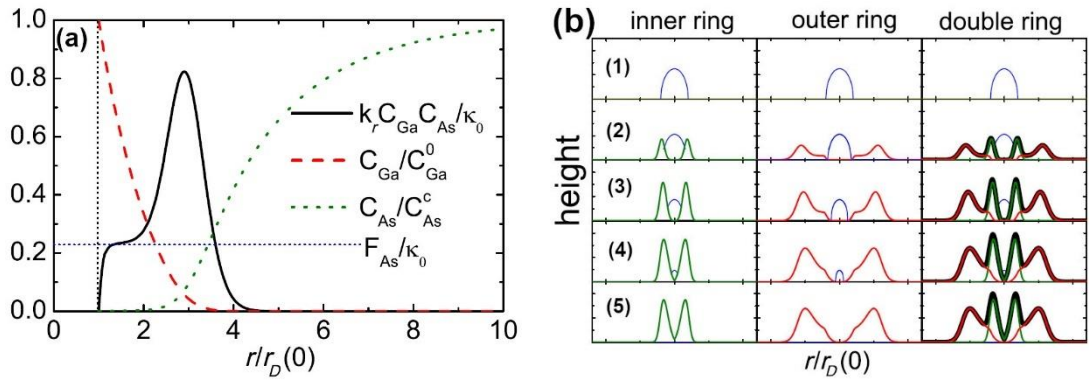 (a)
1.0
0.8
0.6
0.4
0.2
0.0
k_r C_Ga C_As/κ_0
C_Ga/C_Ga^0
C_As/C_As^c
F_As/κ_0
0 2 4 6 8 10
r/r_D(0)
(b)
inner ring outer ring double ring
(1)
(2)
(3)
(4)
(5)
height
r/r_D(0)